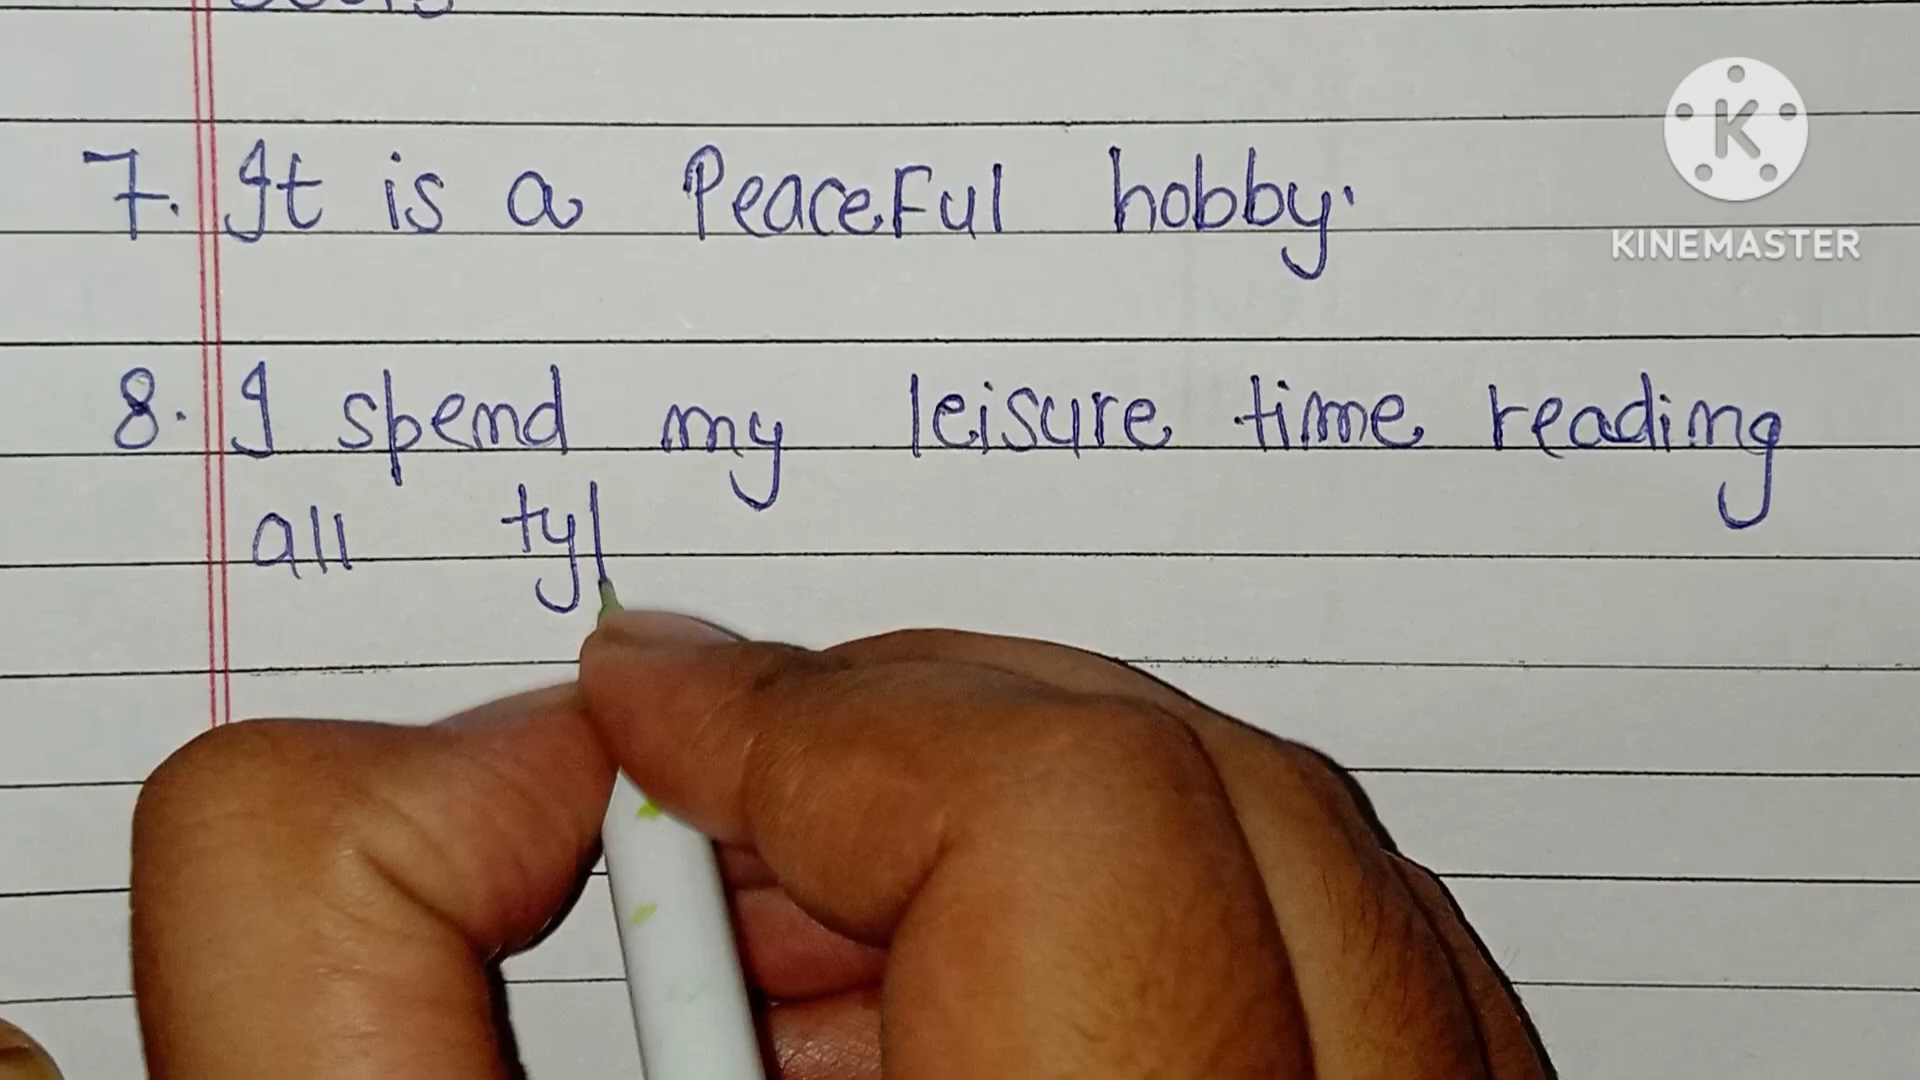 7. It is a PeaceFul hobby.
8. I spend my leisure time reading
all
K
KINEMASTER